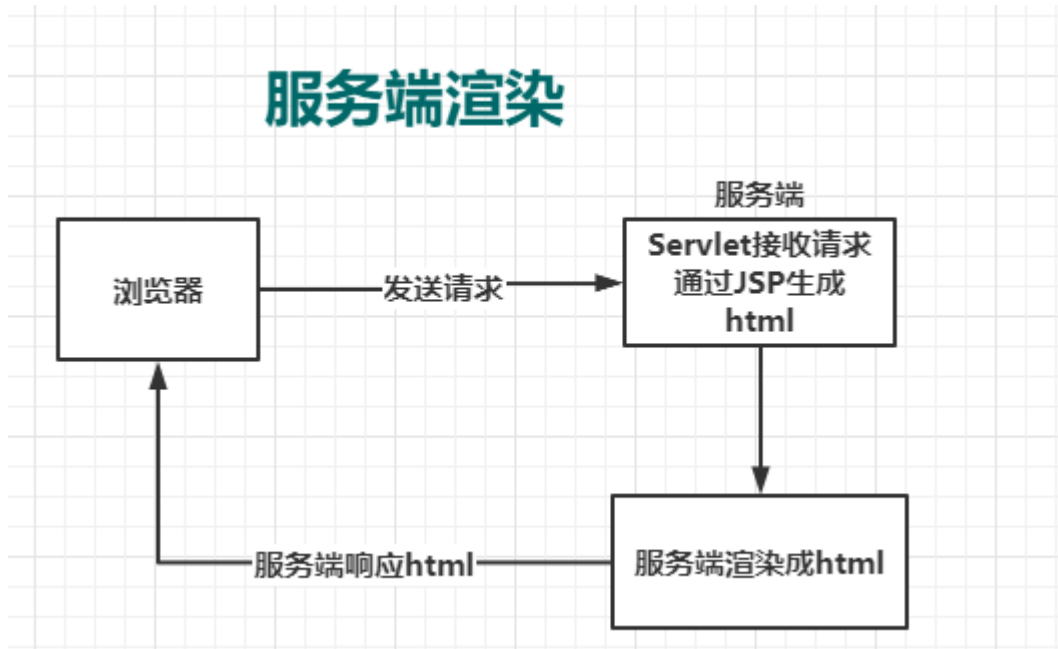 服务端渲染
服务端
浏览器
发送请求
Servlet接收请求
通过JSP生成
html
服务端渲染成html
服务端响应html